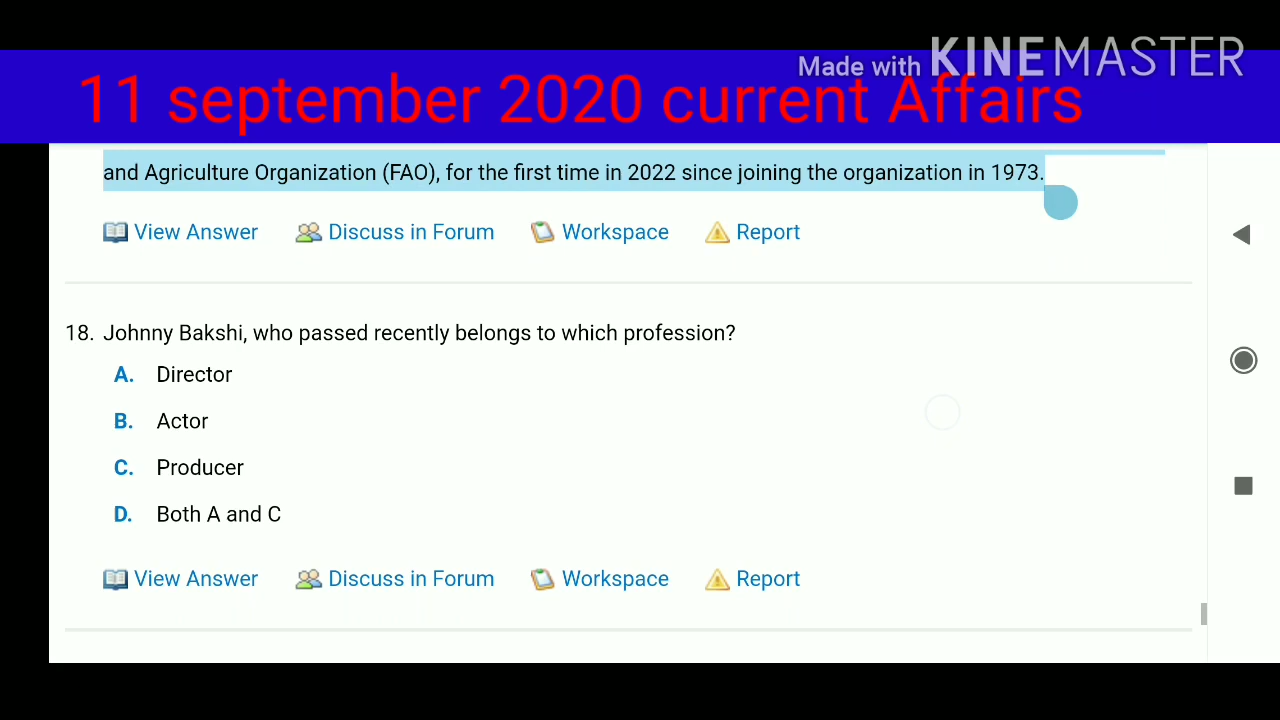 Made with KINEMASTER
11 september 2020 current Affairs
and Agriculture Organization (FAO), for the first time in 2022 since joining the organization in 1973.
View Answer Discuss in Forum Workspace Report
18. Johnny Bakshi, who passed recently belongs to which profession?
A. Director
B. Actor
C. Producer
D. Both A and C
View Answer Discuss in Forum Workspace Report